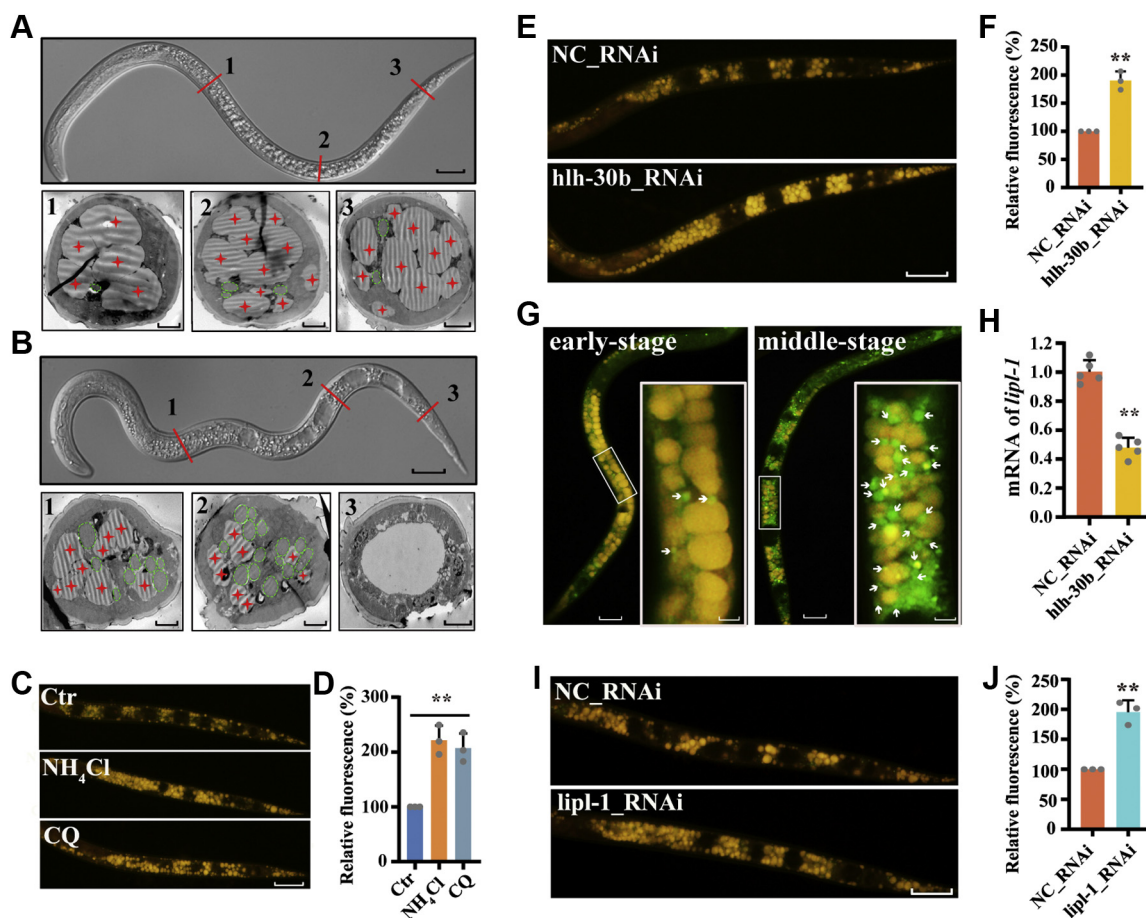 A
1
2
3
1
2
3
B
1
2
3
1
2
3
C
Ctr
NH4Cl
CQ
D
Relative fluorescence (%)
300
200
100
0
**
Ctr
NH4Cl
CQ
E
NC_RNAi
hlh-30b_RNAi
F
Relative fluorescence (%)
250
200
150
100
50
0
**
NC_RNAi
hlh-30b_RNAi
G
early-stage
middle-stage
H
mRNA of lipl-1
1.2
1.0
0.8
0.6
0.4
0.2
0.0
**
NC_RNAi
hlh-30b_RNAi
I
NC_RNAi
lipl-1_RNAi
J
Relative fluorescence (%)
250
200
150
100
50
0
**
NC_RNAi
lipl-1_RNAi